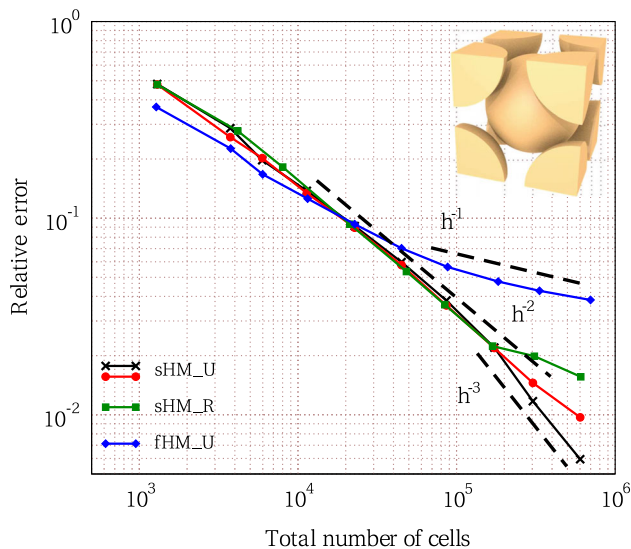 10^0
10^-1
10^-2
Relative error
h^-1
h^-2
h^-3
sHM_U
sHM_R
fHM_U
10^3 10^4 10^5 10^6
Total number of cells